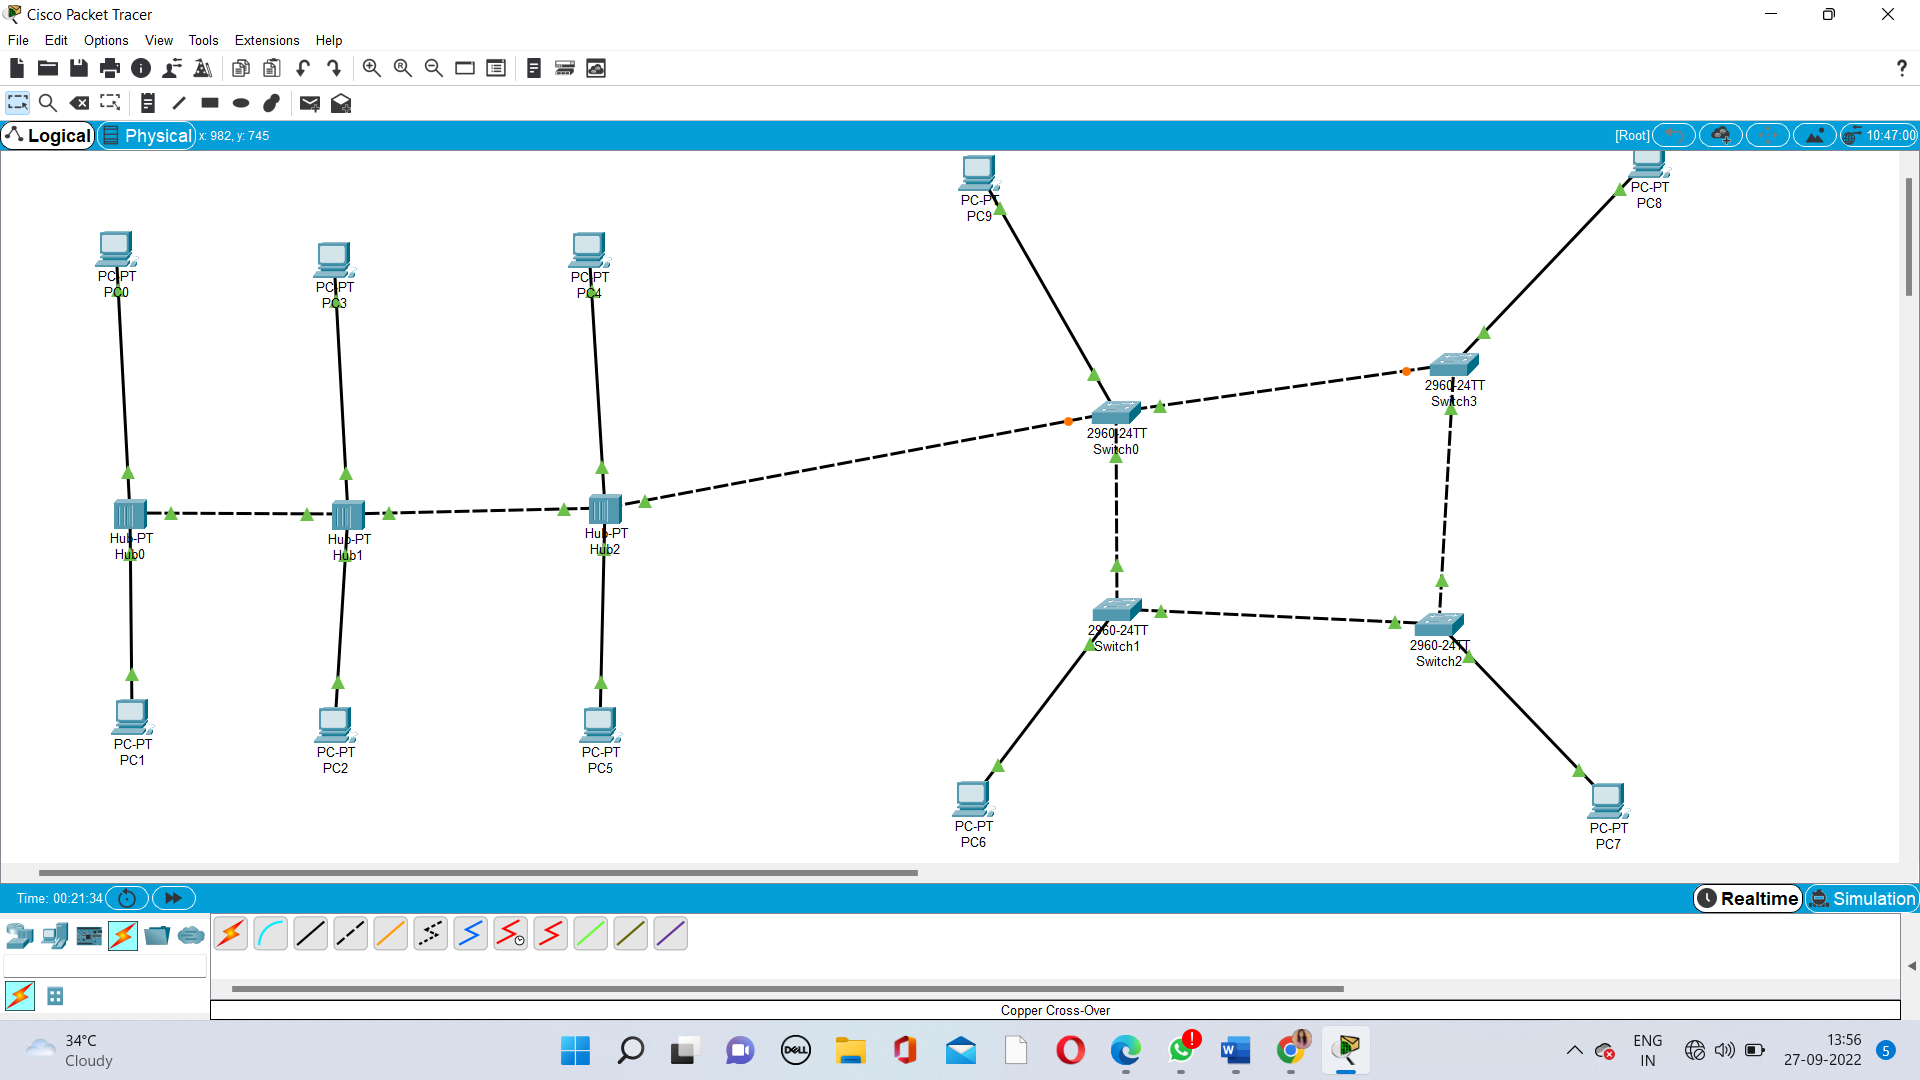 Cisco Packet Tracer
File Edit Options View Tools Extensions Help
?
Logical Physical x: 982, y: 745 [Root] 10:47:00
PC-PT
PC9
PC-PT
PC8
PC-PT
PC0
PC-PT
PC3
PC-PT
PC4
2960-24TT
Switch3
2960-24TT
Switch0
Hub-PT
Hub0
Hub-PT
Hub1
Hub-PT
Hub2
2960-24TT
Switch1
2960-24TT
Switch2
PC-PT
PC1
PC-PT
PC2
PC-PT
PC5
PC-PT
PC6
PC-PT
PC7
Time: 00:21:34 Realtime Simulation
Copper Cross-Over
34°C
Cloudy
DELL
W
!
ENG
IN
13:56
27-09-2022
5